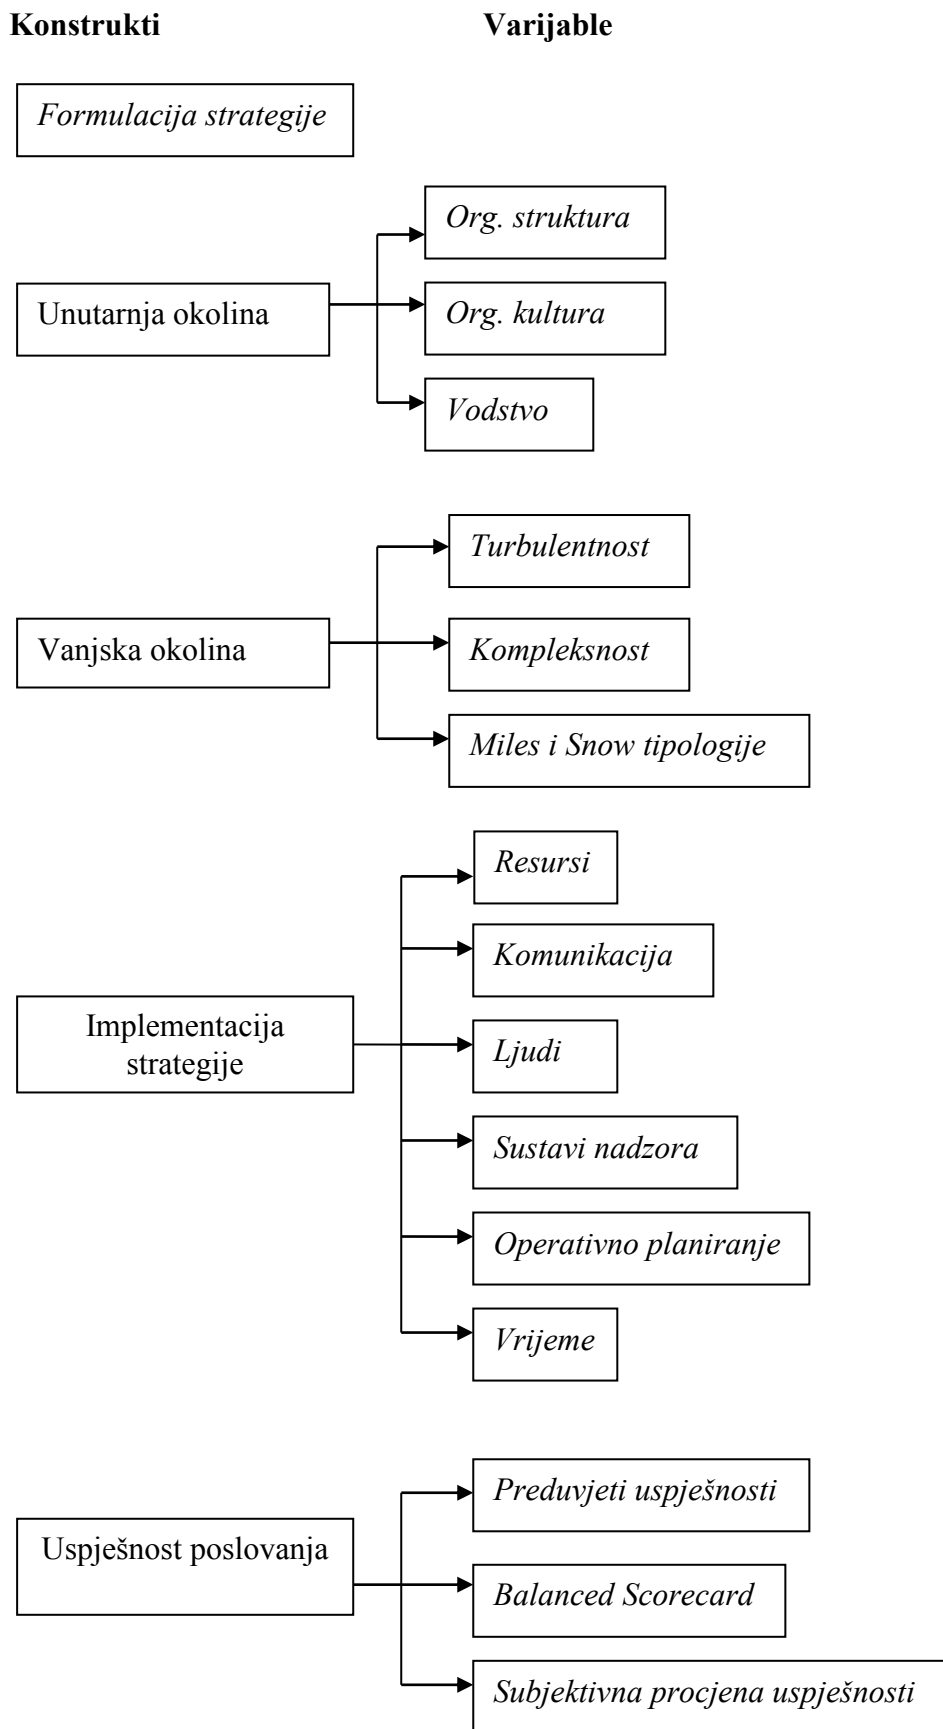 Konstrukti
Varijable
Formulacija strategije
Org. struktura
Unutarnja okolina
Org. kultura
Vodstvo
Turbulentnost
Vanjska okolina
Kompleksnost
Miles i Snow tipologije
Resursi
Komunikacija
Implementacija
strategije
Ljudi
Sustavi nadzora
Operativno planiranje
Vrijeme
Preduvjeti uspješnosti
Uspješnost poslovanja
Balanced Scorecard
Subjektivna procjena uspješnosti